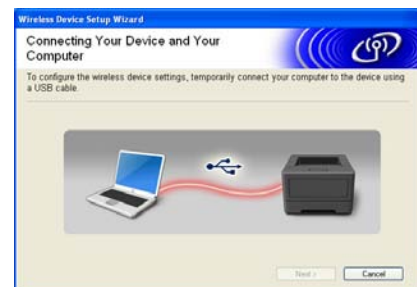 Wireless Device Setup Wizard
Connecting Your Device and Your
Computer
To configure the wireless device settings, temporarily connect your computer to the device using
a USB cable.
Next >
Cancel